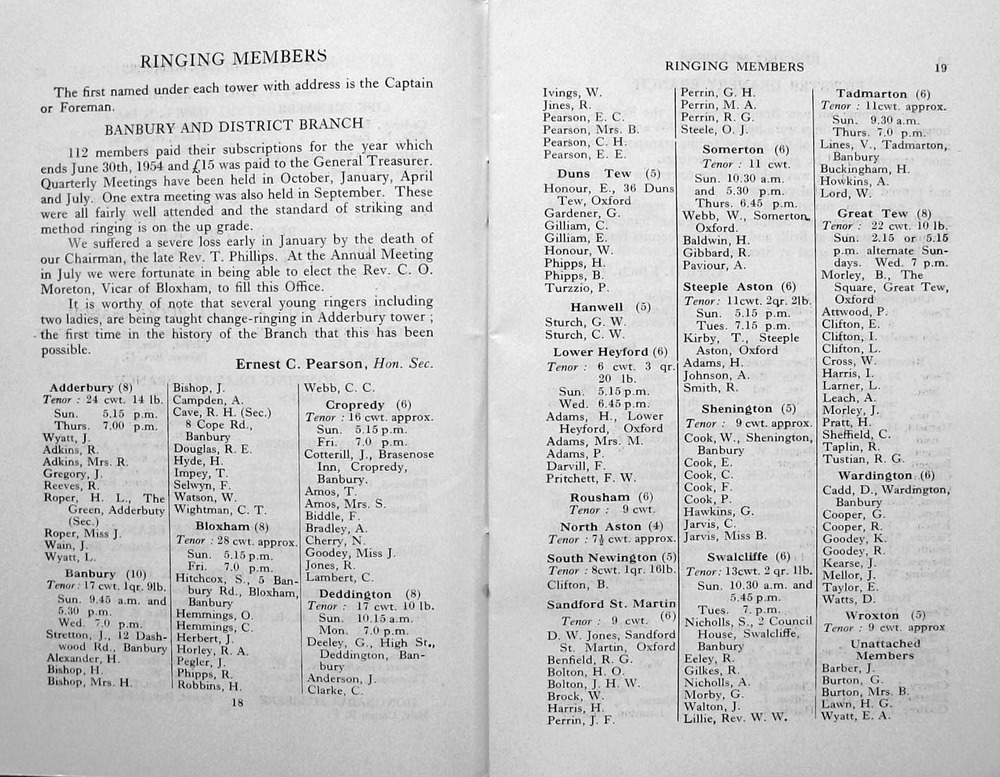 RINGING MEMBERS
The first named under each tower with address is the Captain
or Foreman.
BANBURY AND DISTRICT BRANCH
112 members paid their subscriptions for the year which
ends June 30th, 1954 and £15 was paid to the General Treasurer.
Quarterly Meetings have been held in October, January, April
and July. One extra meeting was also held in September. These
were all fairly well attended and the standard of striking and
method ringing is on the up grade.
We suffered a severe loss early in January by the death of
our Chairman, the late Rev. T. Phillips. At the Annual Meeting
in July we were fortunate in being able to elect the Rev. C. O.
Moreton, Vicar of Bloxham, to fill this Office.
It is worthy of note that several young ringers including
two ladies, are being taught change-ringing in Adderbury tower ;
the first time in the history of the Branch that this has been
possible.
Ernest C. Pearson, Hon. Sec.
Adderbury (8)
Tenor : 24 cwt. 14 lb.
Sun. 5.15 p.m.
Thurs. 7.00 p.m.
Wyatt, J.
Adkins, R.
Adkins, Mrs. R.
Gregory, J.
Reeves, R.
Roper, H. L., The
Green, Adderbuty
(Sec.)
Roper, Miss J.
Wain, J.
Wyatt, L.
Banbury (10)
Tenor : 17 cwt. 1qr. 9lb.
Sun. 9.45 a.m. and
5.30 p.m.
Wed. 7.0 p.m.
Stretton, J., 12 Dash-
wood Rd., Banbury
Alexander, H.
Bishop, H.
Bishop, Mrs. H.
Bishop, J.
Campden, A.
Cave, R. H. (Sec.)
8 Cope Rd.,
Banbury
Douglas, R. E.
Hyde, H.
Impey, T.
Selwyn, F.
Watson, W.
Wightman, C. T.
Bloxham (8)
Tenor : 28 cwt. approx.
Sun. 5.15 p.m.
Fri. 7.0 p.m.
Hitchcox, S., 5 Ban-
bury Rd., Bloxham,
Banbury
Hemmings, O.
Hemmings, C.
Herbert, J.
Horley, R. A.
Pegler, J.
Phipps, R.
Robbins, H.
Webb, C. C.
Cropredy (6)
Tenor : 16 cwt. approx.
Sun. 5.15 p.m.
Fri. 7.0 p.m.
Cotterill, J., Brasenose
Inn, Cropredy,
Banbury.
Amos, T.
Amos, Mrs. S.
Biddle, F.
Bradley, A.
Cherry, N.
Goodey, Miss J.
Jones, R.
Lambert, C.
Deddington (8)
Tenor : 17 cwt. 10 lb.
Sun. 10.15 a.m.
Mon. 7.0 p.m.
Deeley, G., High St.,
Deddington, Ban-
bury
Anderson, J.
Clarke, C.
18
RINGING MEMBERS 19
Ivings, W.
Jines, R.
Pearson, E. C.
Pearson, Mrs. B.
Pearson, C. H.
Pearson, E. E.
Duns Tew (5)
Honour, E., 36 Duns
Tew, Oxford
Gardener, G.
Gilliam, C.
Gilliam, E.
Honour, W.
Phipps, H.
Phipps, B.
Turzzio, P.
Hanwell (5)
Sturch, G. W.
Sturch, C. W.
Lower Heyford (6)
Tenor : 6 cwt. 3 qr.
20 lb.
Sun. 5.15 p.m.
Wed. 6.45 p.m.
Adams, H., Lower
Heyford, Oxford
Adams, Mrs. M.
Adams, P.
Darvill, F.
Pritchett, F. W.
Rousham (6)
Tenor : 9 cwt.
North Aston (4)
Tenor : 7½ cwt. approx.
South Newington (5)
Tenor : 8cwt. 1qr. 16lb.
Clifton, B.
Sandford St. Martin
Tenor : 9 cwt. (6)
D. W. Jones, Sandford
St. Martin, Oxford
Benfield, R. G.
Bolton, H. O.
Bolton, J. H. W.
Brock, W.
Harris, H.
Perrin, J. F.
Perrin, G. H.
Perrin, M. A.
Perrin, R. G.
Steele, O. J.
Somerton (6)
Tenor : 11 cwt.
Sun. 10.30 a.m.
and 5.30 p.m.
Thurs. 6.45 p.m.
Webb, W., Somerton,
Oxford.
Baldwin, H.
Gibbard, R.
Paviour, A.
Steeple Aston (6)
Tenor: 11cwt. 2qr. 2lb.
Sun. 5.15 p.m.
Tues. 7.15 p.m.
Kirby, T., Steeple
Aston, Oxford
Adams, H.
Johnson, A.
Smith, R.
Shenington (5)
Tenor : 9 cwt. approx.
Cook, W., Shenington,
Banbury
Cook, E.
Cook, C.
Cook, F.
Cook, P.
Hawkins, G.
Jarvis, C.
Jarvis, Miss B.
Swalcliffe (6)
Tenor: 13cwt. 2 qr. 1lb.
Sun. 10.30 a.m. and
5.45 p.m.
Tues. 7. p.m.
Nicholls, S., 2 Council
House, Swalcliffe,
Banbury
Eeley, R.
Gilkes, R.
Nicholls, A.
Morby, G.
Walton, J.
Lillie, Rev. W. W.
Tadmarton (6)
Tenor : 11cwt. approx.
Sun. 9.30 a.m.
Thurs. 7.0 p.m.
Lines, V., Tadmarton,
Banbury
Buckingham, H.
Howkins, A.
Lord, W.
Great Tew (8)
Tenor : 22 cwt. 10 lb.
Sun. 2.15 or 5.15
p.m. alternate Sun-
days. Wed. 7 p.m.
Morley, B., The
Square, Great Tew,
Oxford
Attwood, P.
Clifton, E.
Clifton, I.
Clifton, L.
Cross, W.
Harris, I.
Larner, L.
Leach, A.
Morley, J.
Pratt, H.
Sheffield, C.
Taplin, R.
Tustian, R. G.
Wardington (6)
Cadd, D., Wardington,
Banbury
Cooper, G.
Cooper, R.
Goodey, K.
Goodey, R.
Kearse, J.
Mellor, J.
Taylor, E.
Watts, D.
Wroxton (5)
Tenor : 9 cwt. approx
Unattached
Members
Barber, J.
Burton, G.
Burton, Mrs. B.
Lawn, H. G.
Wyatt, E. A.